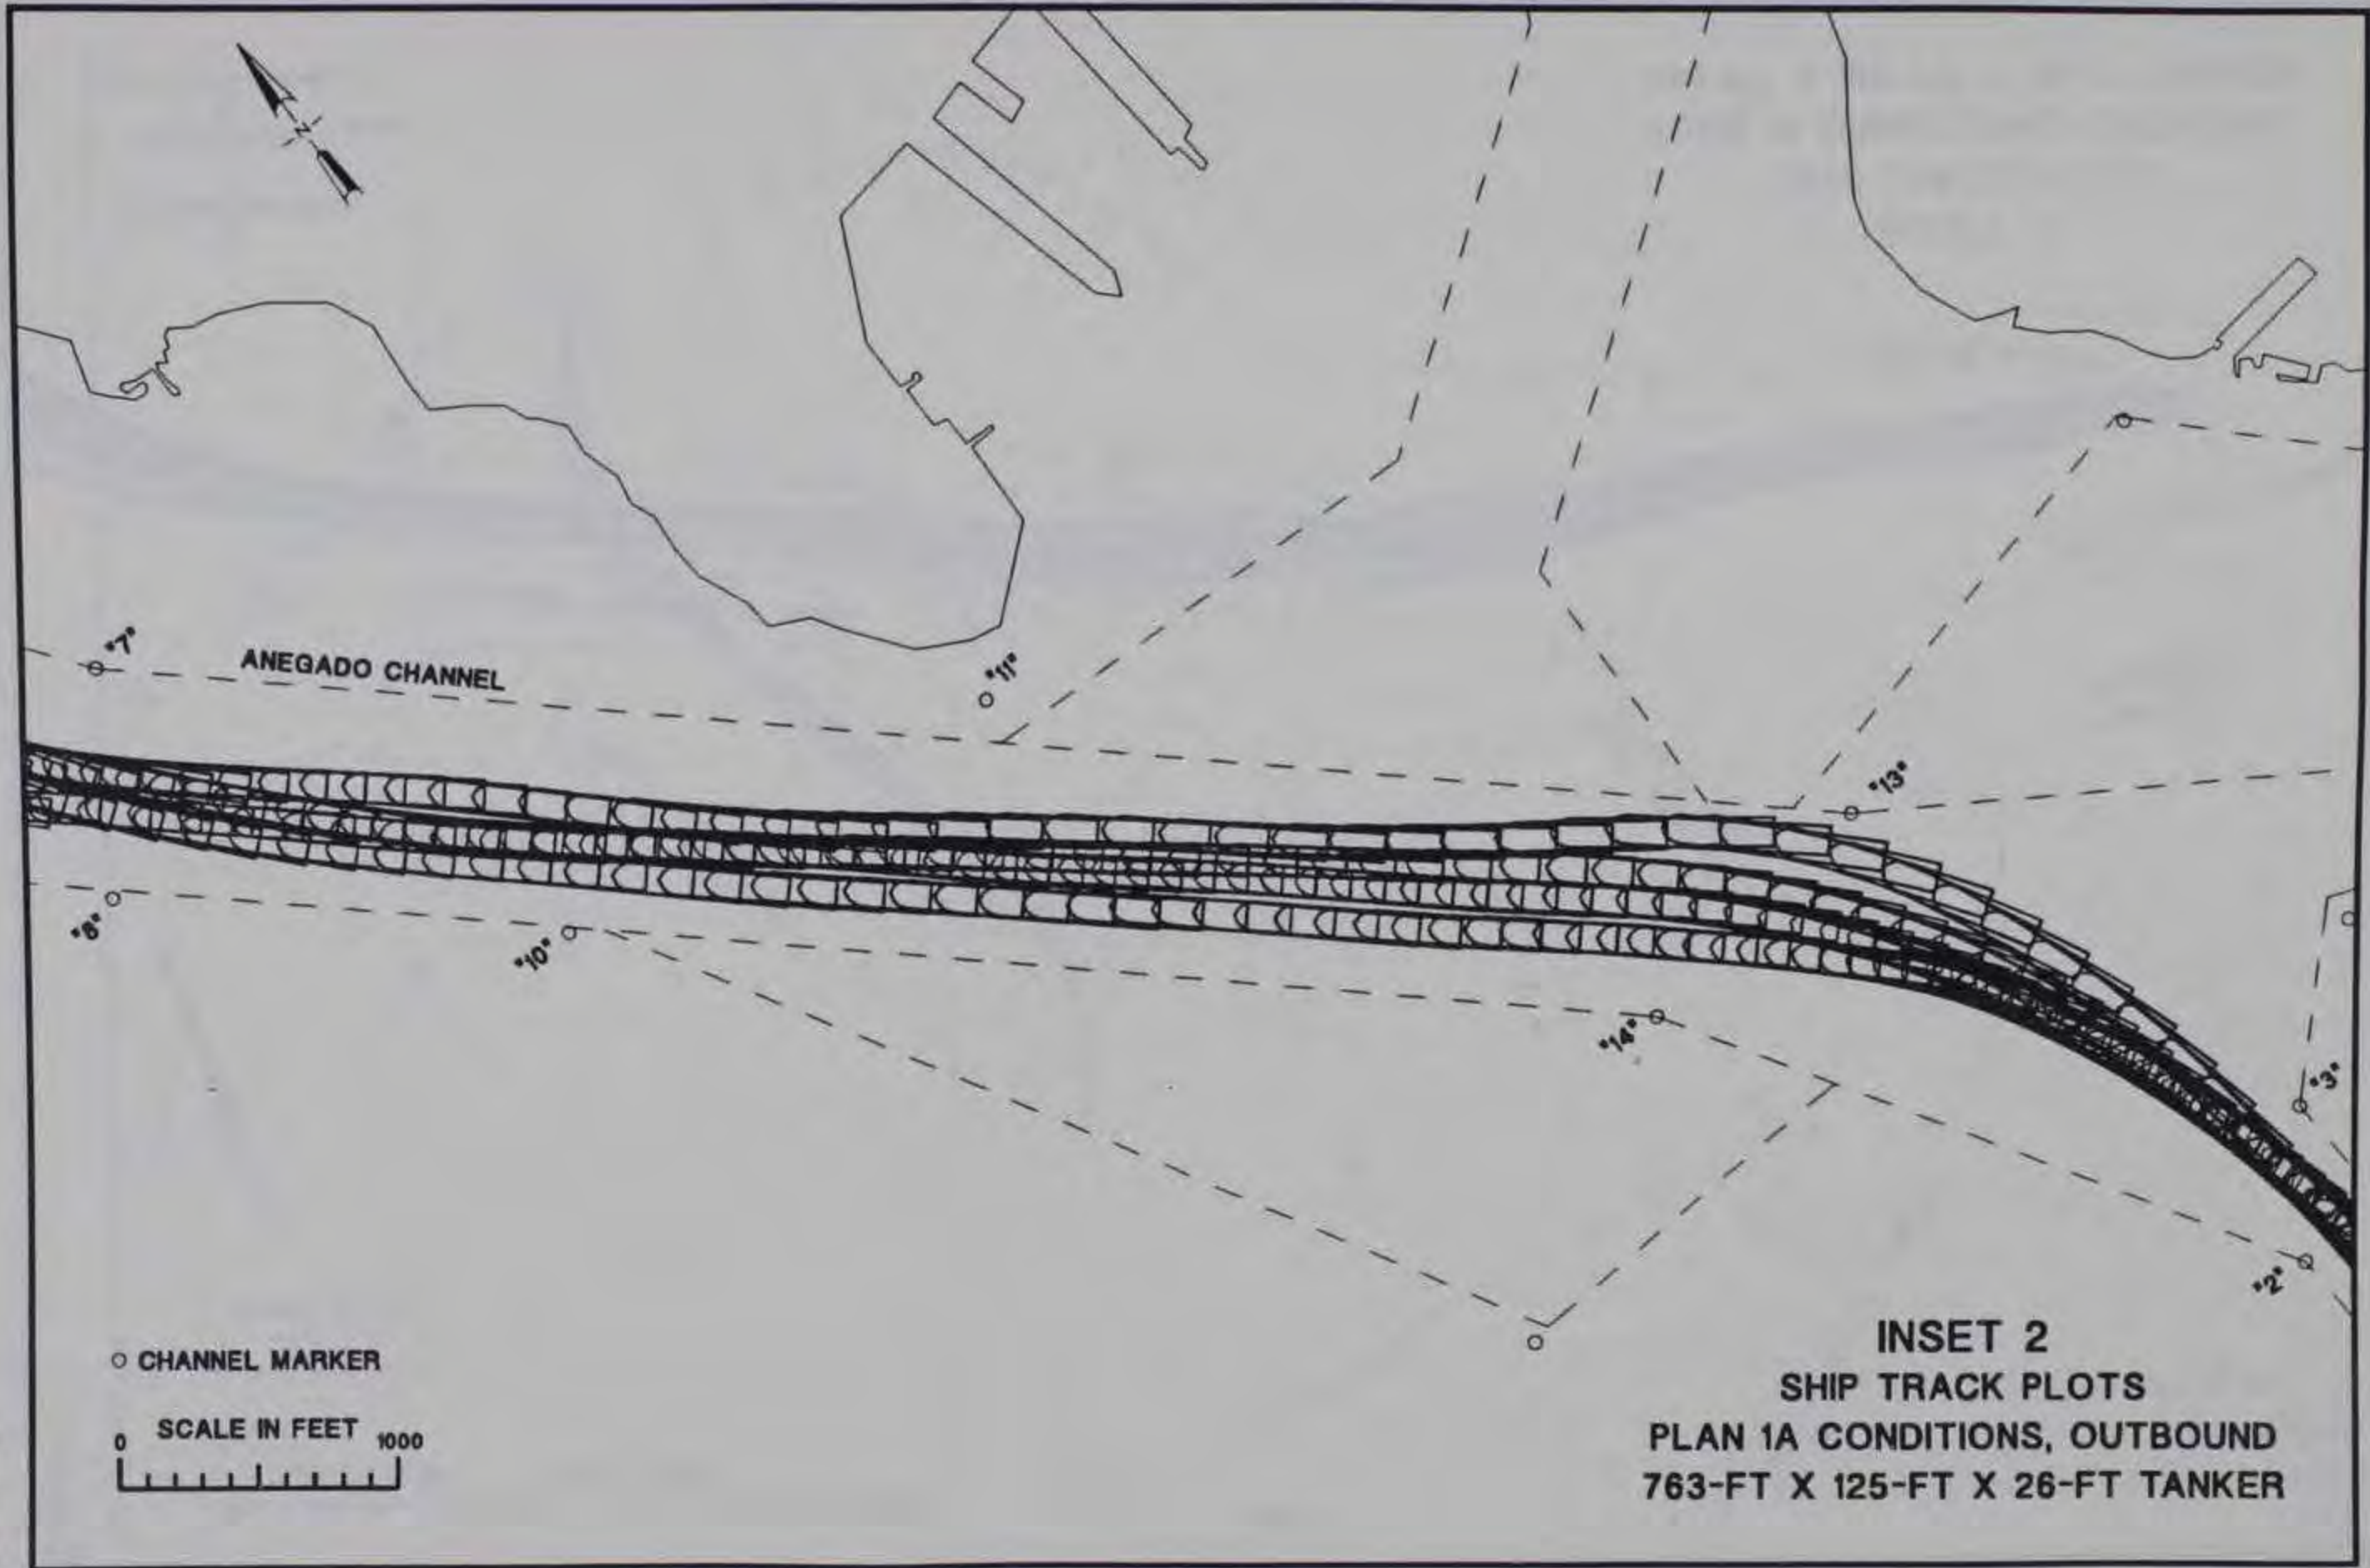 N
"7"
ANEGADO CHANNEL
"11"
"13"
"8"
"10"
"14"
"3"
"2"
CHANNEL MARKER
SCALE IN FEET
0 1000
INSET 2
SHIP TRACK PLOTS
PLAN 1A CONDITIONS, OUTBOUND
763-FT X 125-FT X 26-FT TANKER